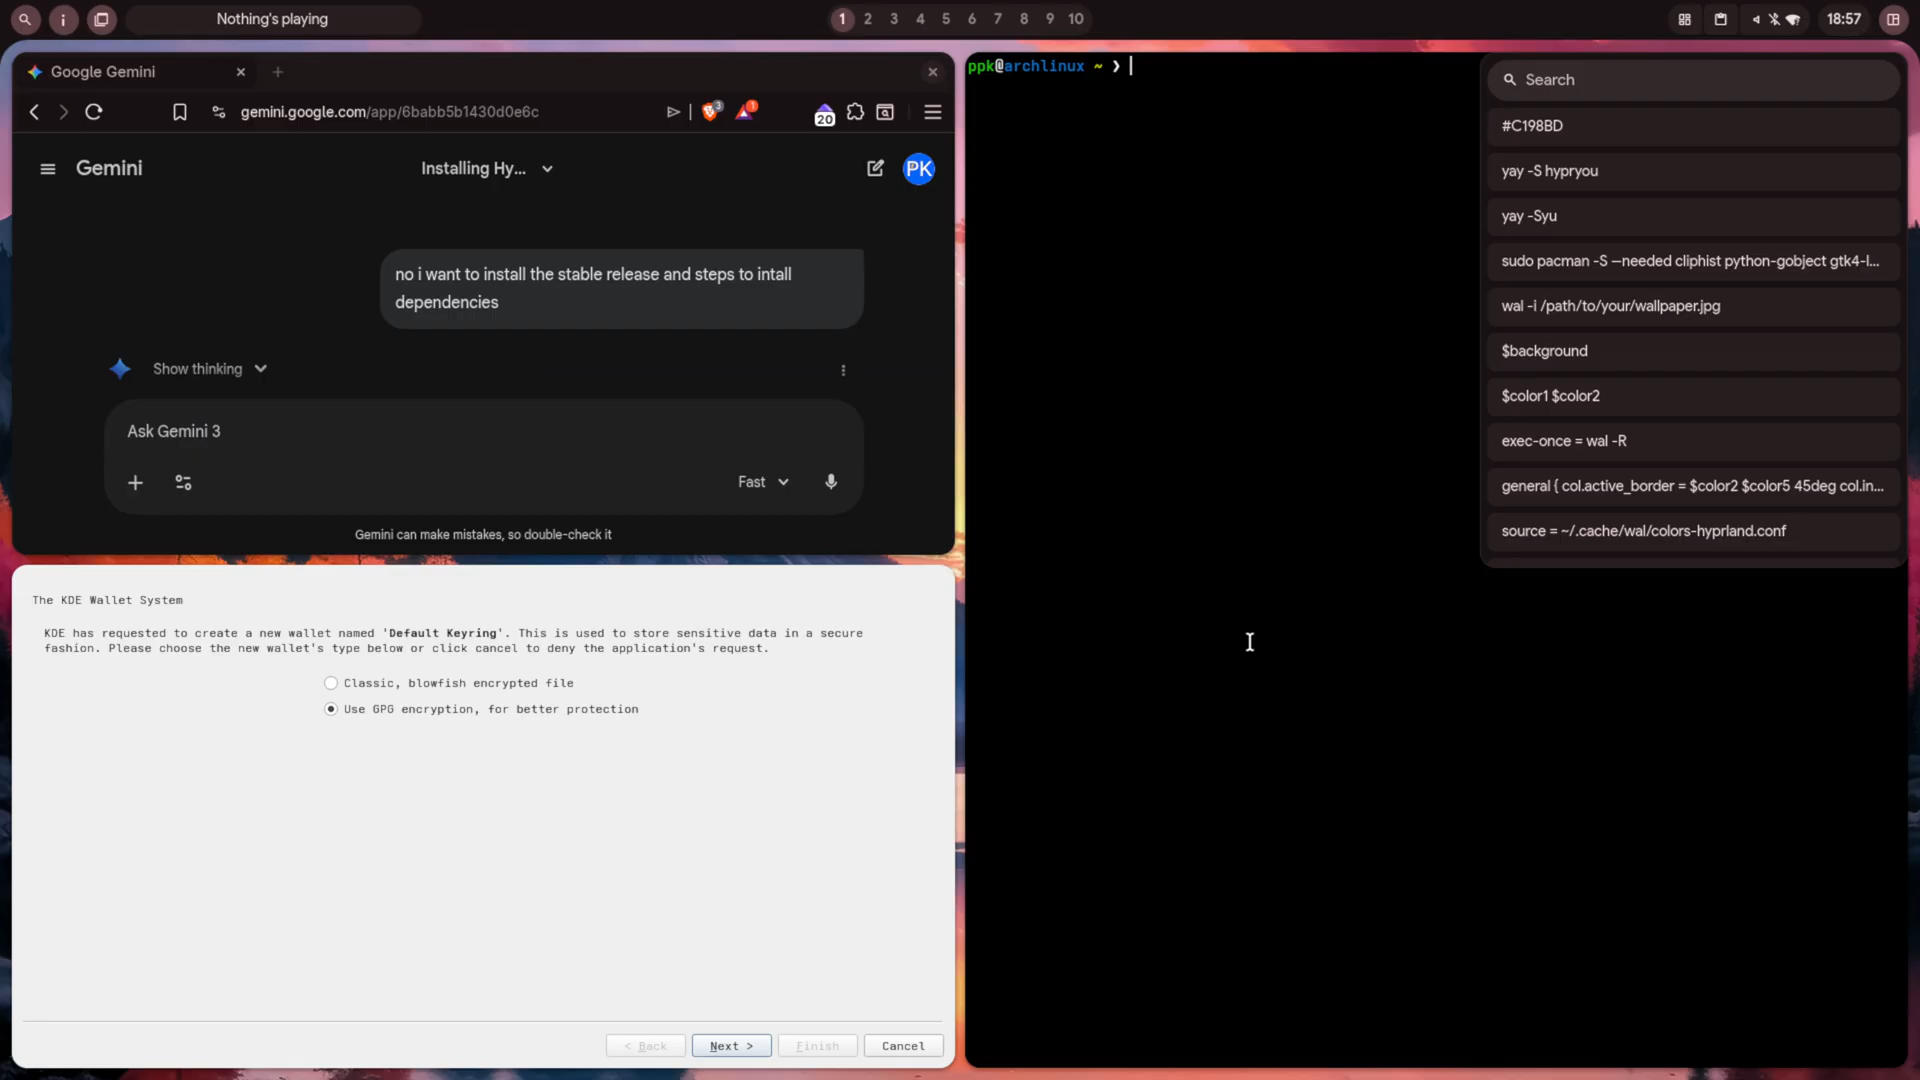 Nothing's playing
1 2 3 4 5 6 7 8 9 10
18:57
Google Gemini
gemini.google.com/app/6babb5b1430d0e6c
3
1
20
Gemini
Installing Hy...
PK
no i want to install the stable release and steps to intall
dependencies
Show thinking
Ask Gemini 3
Fast
Gemini can make mistakes, so double-check it
The KDE Wallet System
KDE has requested to create a new wallet named 'Default Keyring'. This is used to store sensitive data in a secure
fashion. Please choose the new wallet's type below or click cancel to deny the application's request.
Classic, blowfish encrypted file
Use GPG encryption, for better protection
< Back
Next >
Finish
Cancel
ppk@archlinux ~ ❯
Search
#C198BD
yay -S hypryou
yay -Syu
sudo pacman -S —needed cliphist python-gobject gtk4-l...
wal -i /path/to/your/wallpaper.jpg
$background
$color1 $color2
exec-once = wal -R
general { col.active_border = $color2 $color5 45deg col.in...
source = ~/.cache/wal/colors-hyprland.conf